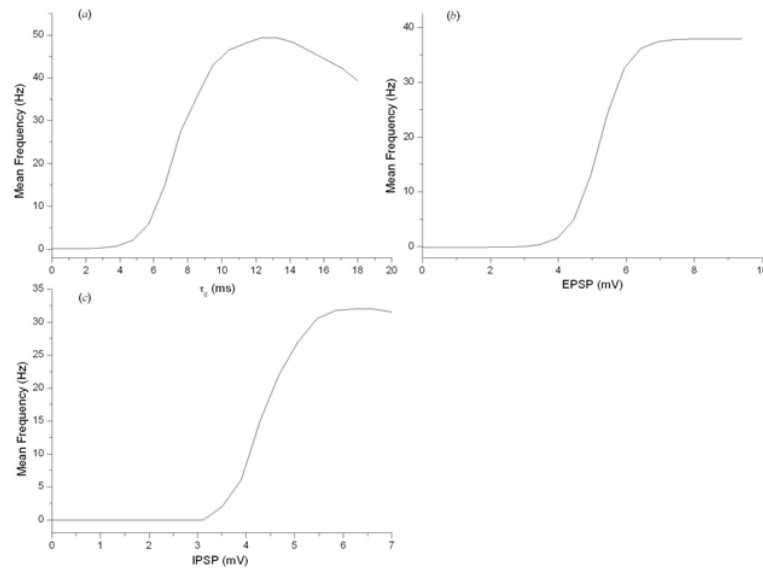 (a)
50
40
30
20
10
0
Mean Frequency (Hz)
0 2 4 6 8 10 12 14 16 18 20
τd (ms)
(b)
40
30
20
10
0
Mean Frequency (Hz)
0 2 4 6 8 10
EPSP (mV)
(c)
35
30
25
20
15
10
5
0
Mean Frequency (Hz)
0 1 2 3 4 5 6 7
IPSP (mV)